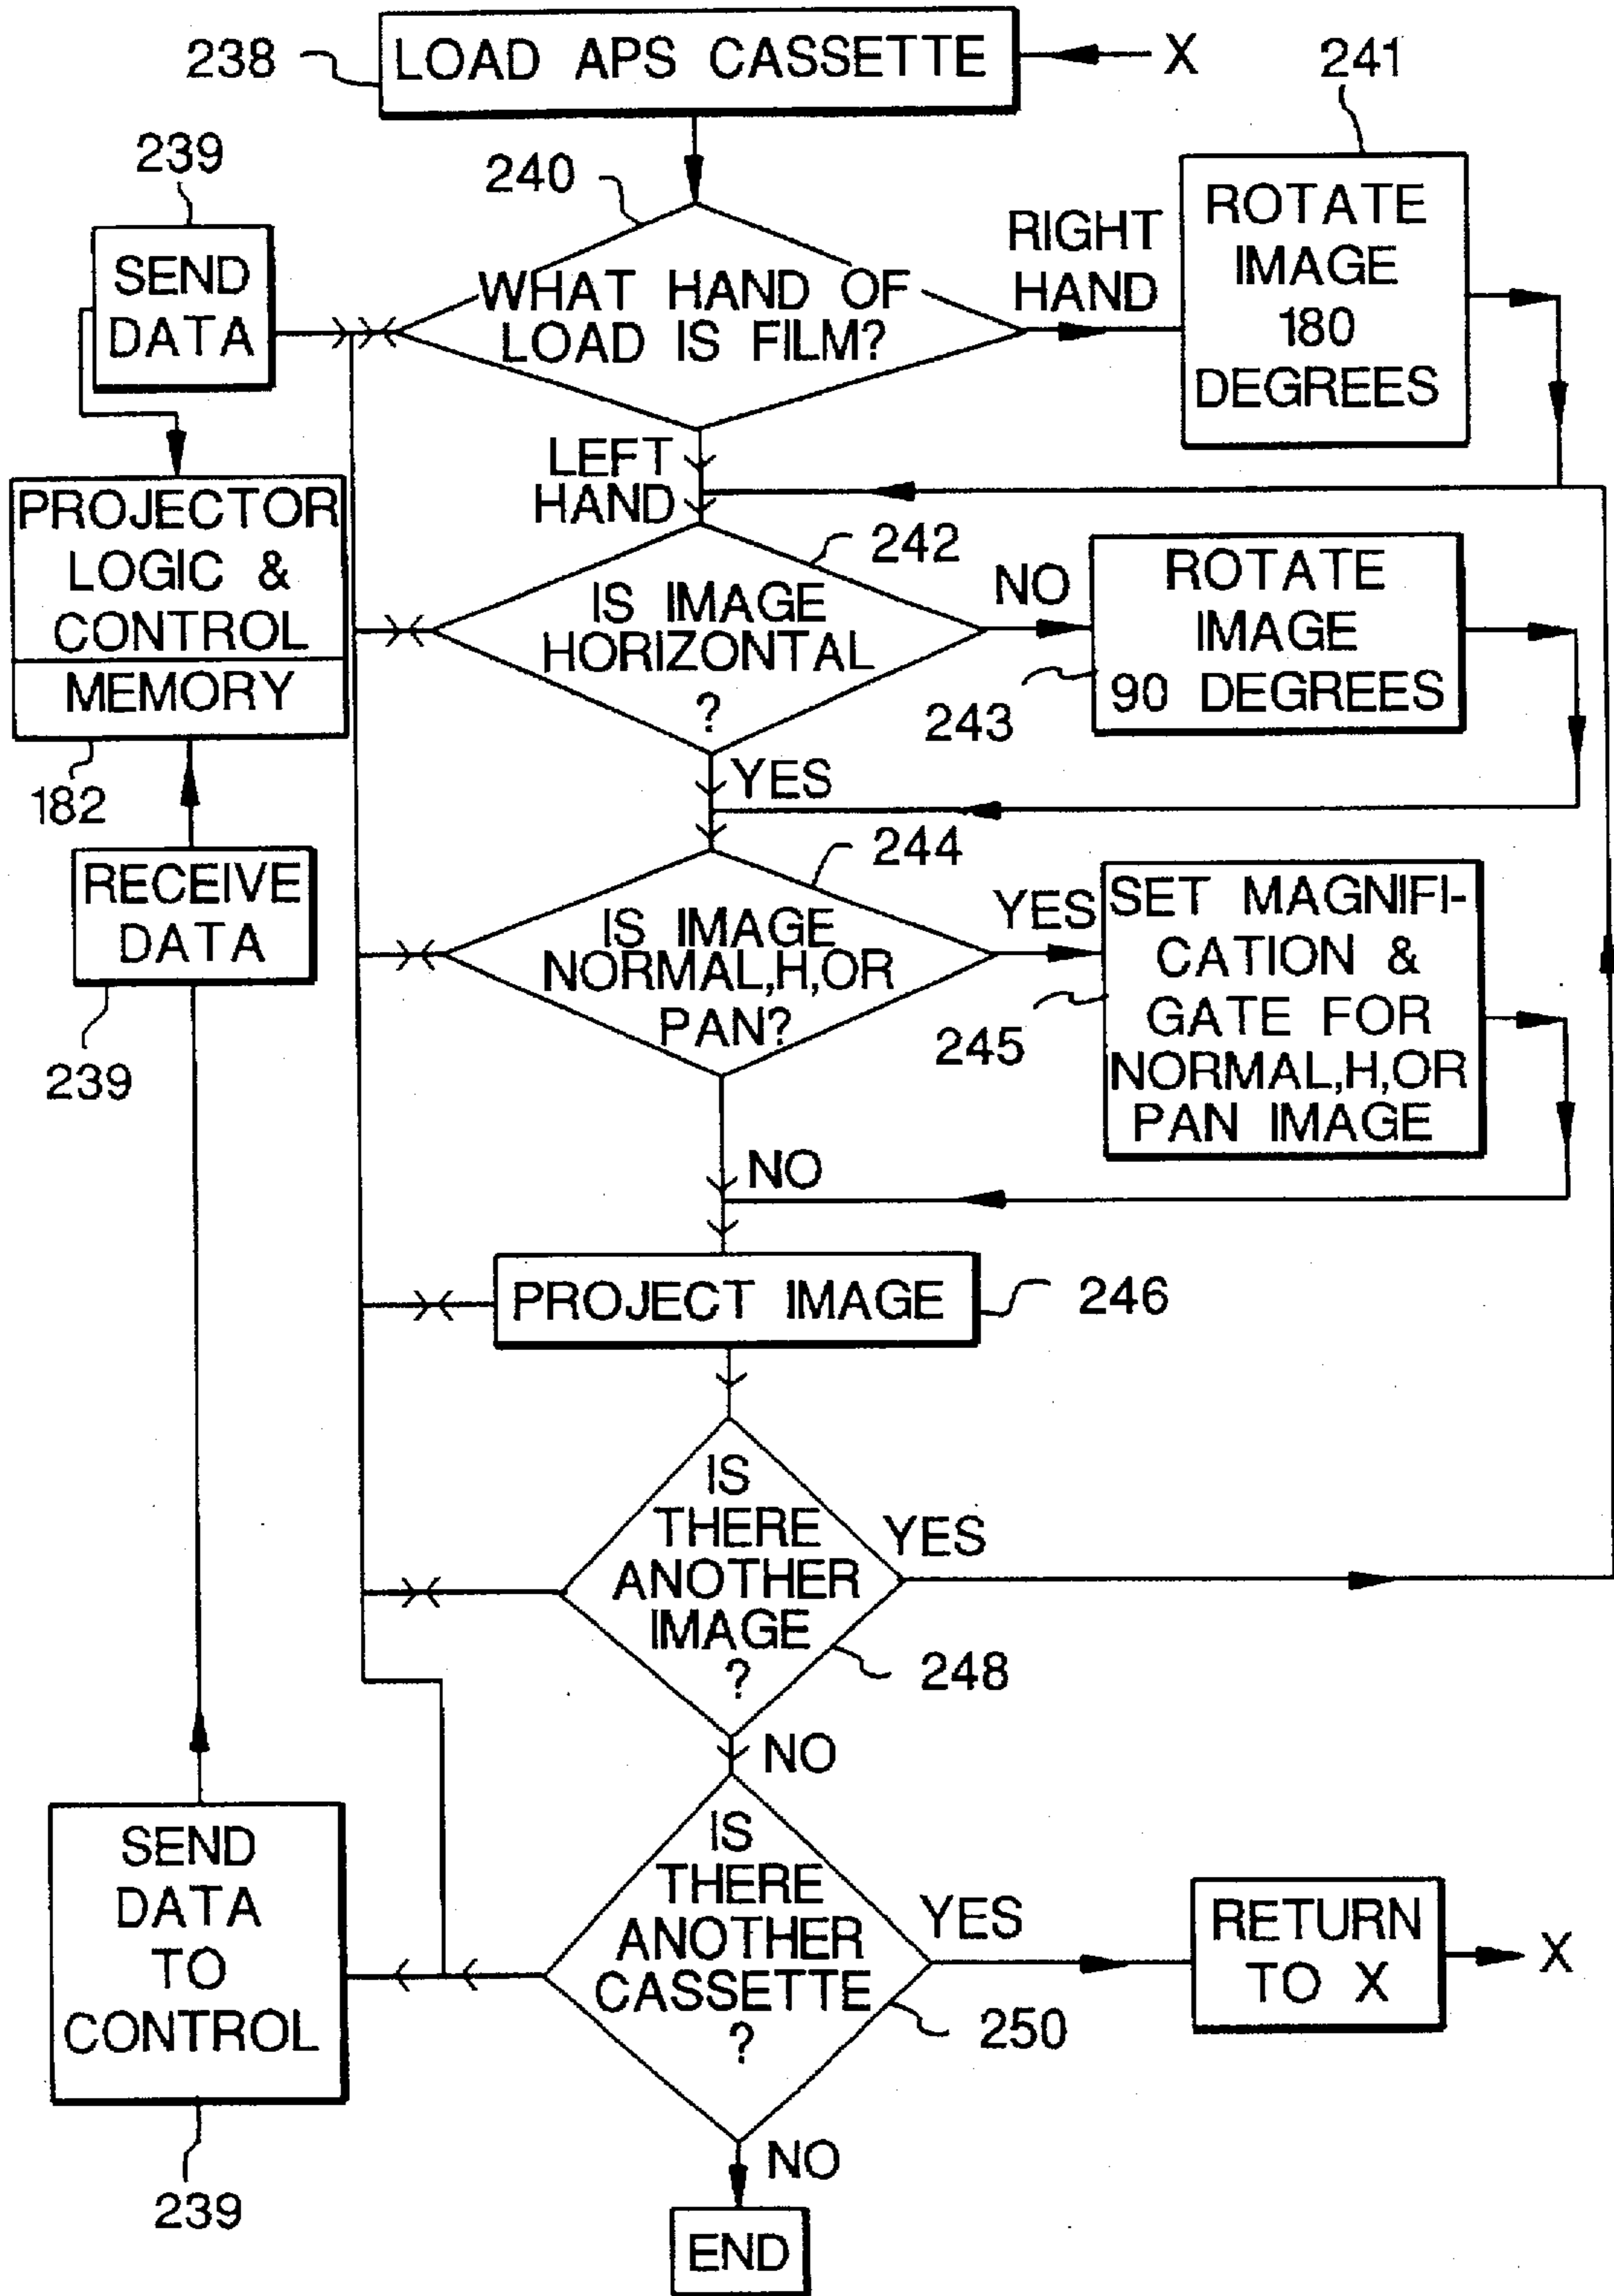 238
LOAD APS CASSETTE
X
241
239
240
SEND
DATA
WHAT HAND OF
LOAD IS FILM?
RIGHT
HAND
ROTATE
IMAGE
180
DEGREES
LEFT
HAND
PROJECTOR
LOGIC &
CONTROL
MEMORY
182
242
IS IMAGE
HORIZONTAL
?
NO
ROTATE
IMAGE
90 DEGREES
243
YES
RECEIVE
DATA
239
244
IS IMAGE
NORMAL,H,OR
PAN?
YES
SET MAGNIFI-
CATION &
GATE FOR
NORMAL,H,OR
PAN IMAGE
245
NO
PROJECT IMAGE
246
IS
THERE
ANOTHER
IMAGE
?
YES
248
NO
SEND
DATA
TO
CONTROL
239
IS
THERE
ANOTHER
CASSETTE
?
YES
250
RETURN
TO X
X
NO
END